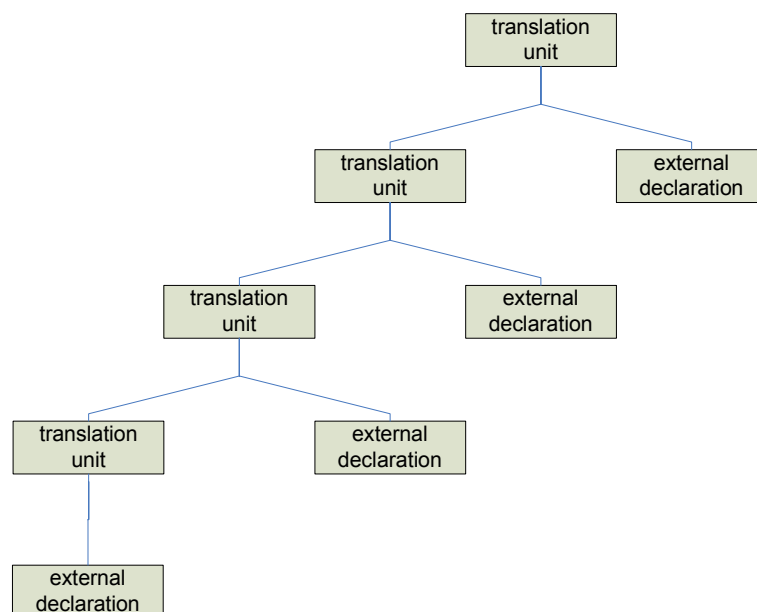 translation
unit
translation
unit
external
declaration
translation
unit
external
declaration
translation
unit
external
declaration
external
declaration